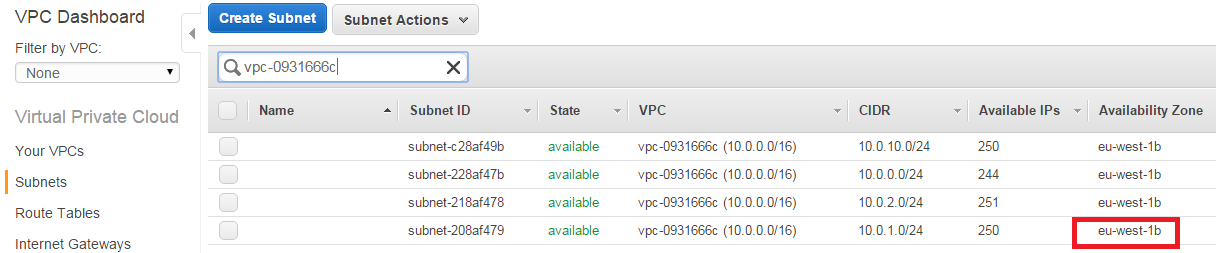 VPC Dashboard
Filter by VPC:
None
Virtual Private Cloud
Your VPCs
Subnets
Route Tables
Internet Gateways
Create Subnet Subnet Actions
vpc-0931666c
Name Subnet ID State VPC CIDR Available IPs Availability Zone
subnet-c28af49b available vpc-0931666c (10.0.0.0/16) 10.0.10.0/24 250 eu-west-1b
subnet-228af47b available vpc-0931666c (10.0.0.0/16) 10.0.0.0/24 244 eu-west-1b
subnet-218af478 available vpc-0931666c (10.0.0.0/16) 10.0.2.0/24 251 eu-west-1b
subnet-208af479 available vpc-0931666c (10.0.0.0/16) 10.0.1.0/24 250 eu-west-1b